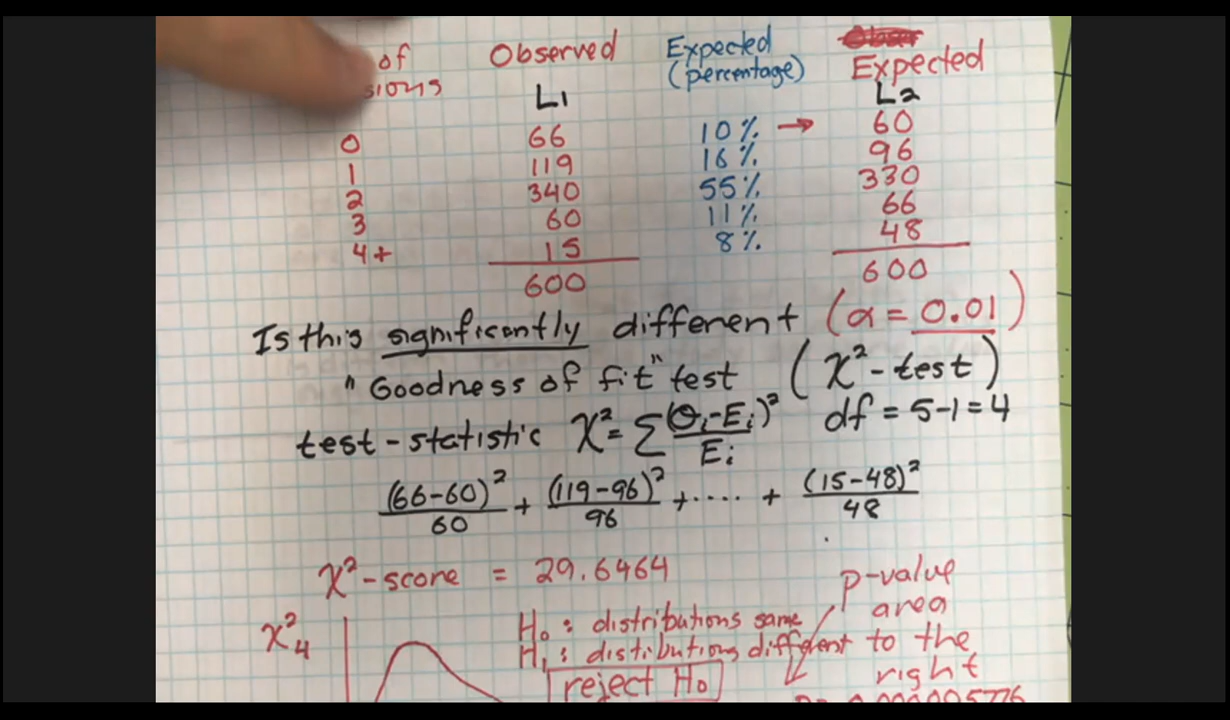 of Observed Expected Expected
sions L1 (percentage) L2
0 66 10% → 60
1 119 16% 96
2 340 55% 330
3 60 11% 66
4+ 15 8% 48
600 600
Is this significantly different (α = 0.01)
"Goodness of fit" test (χ²-test)
test-statistic χ² = Σ (Oᵢ-Eᵢ)²/Eᵢ df = 5-1=4
(66-60)²/60 + (119-96)²/96 + .... + (15-48)²/48
χ²-score = 29.6464 p-value
χ²₄ H₀ : distributions same area
H₁ : distributions different to the
reject H₀ right